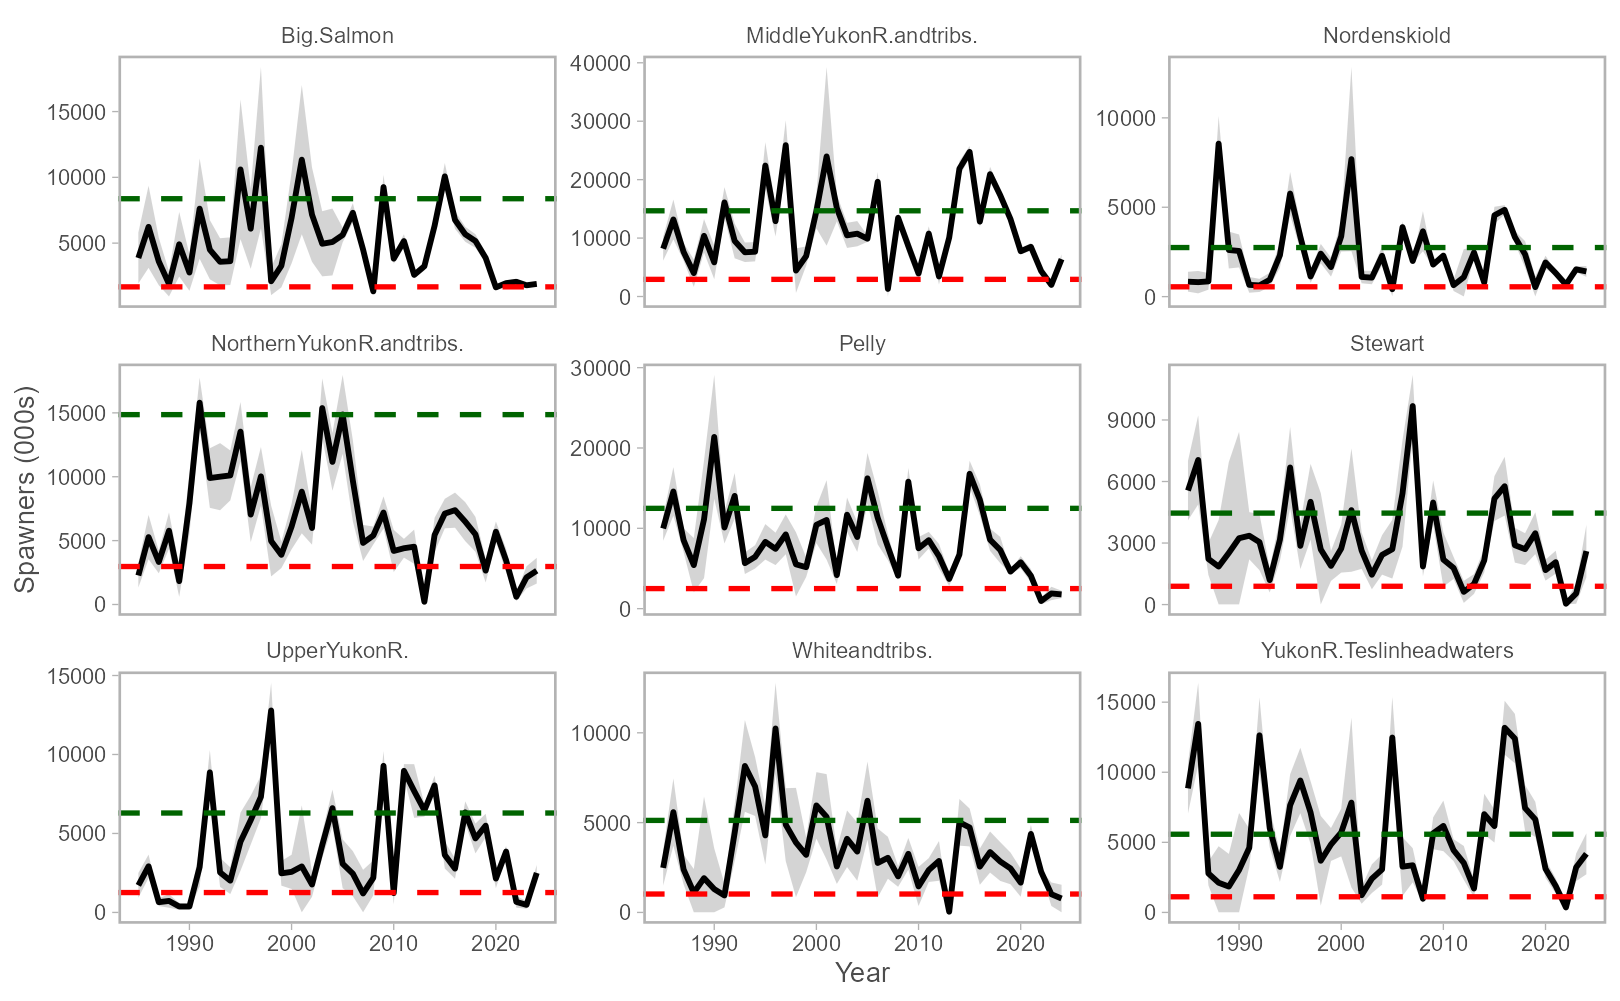 Big.Salmon
MiddleYukonR.andtribs.
Nordenskiold
15000
10000
5000
40000
30000
20000
10000
0
10000
5000
0
NorthernYukonR.andtribs.
Pelly
Stewart
Spawners (000s)
15000
10000
5000
0
30000
20000
10000
0
9000
6000
3000
0
UpperYukonR.
Whiteandtribs.
YukonR.Teslinheadwaters
15000
10000
5000
0
10000
5000
0
15000
10000
5000
0
1990 2000 2010 2020
1990 2000 2010 2020
1990 2000 2010 2020
Year